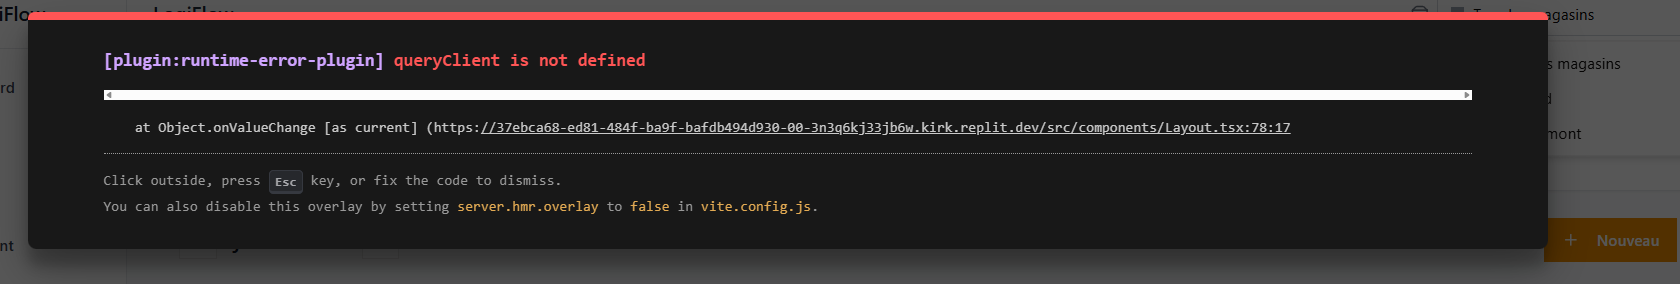 [plugin:runtime-error-plugin] queryClient is not defined
at Object.onValueChange [as current] (https://37ebca68-ed81-484f-ba9f-bafdb494d930-00-3n3q6kj33jb6w.kirk.replit.dev/src/components/Layout.tsx:78:17
Click outside, press Esc key, or fix the code to dismiss.
You can also disable this overlay by setting server.hmr.overlay to false in vite.config.js.
magasins
rd
mont
nt
+ Nouveau